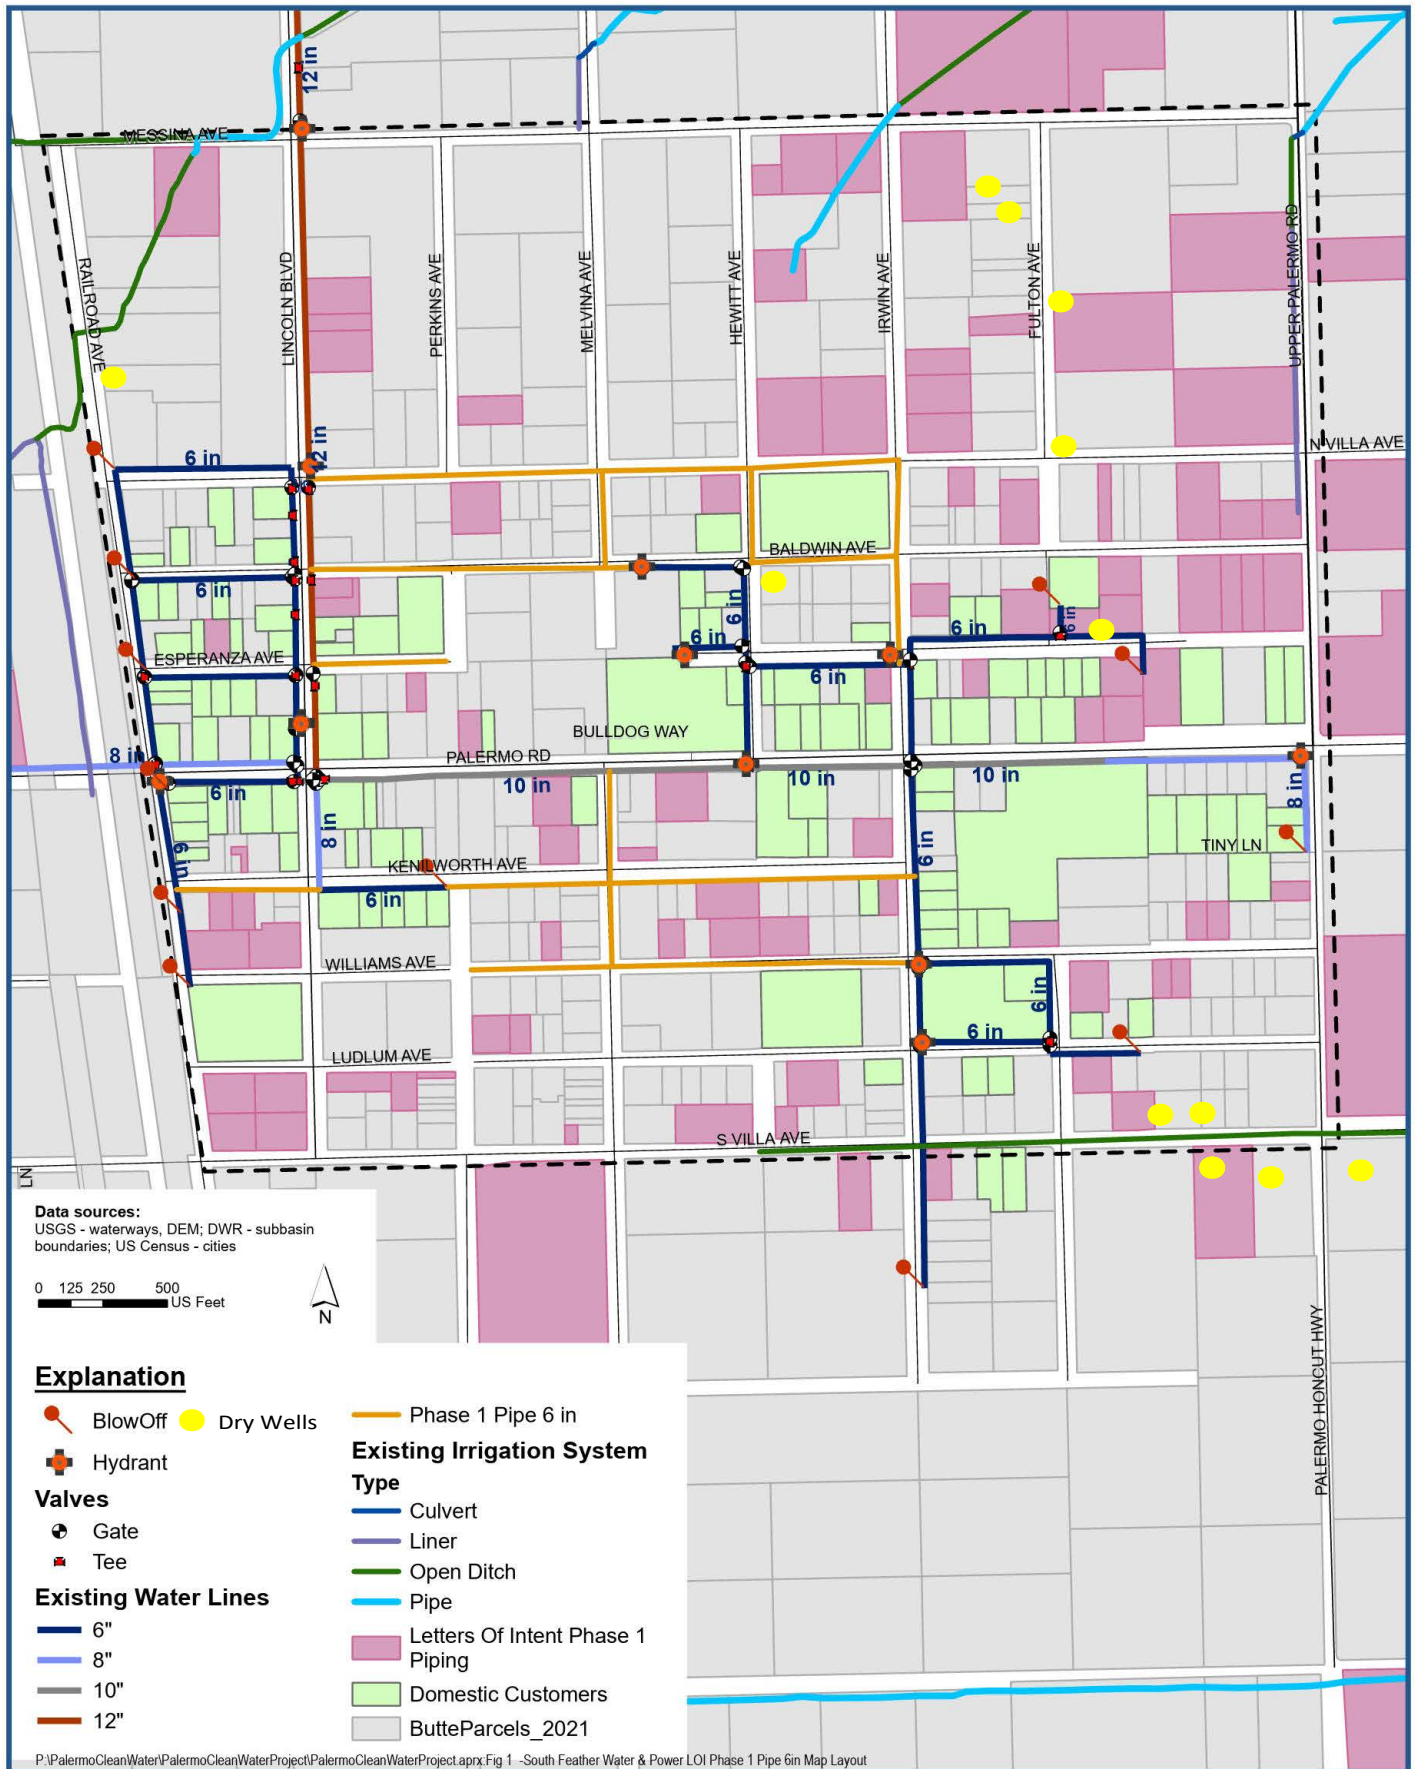 12 in
MESSINA AVE
RAILROAD AVE
LINCOLN BLVD
PERKINS AVE
MELVINA AVE
HEWITT AVE
IRWIN AVE
FULTON AVE
UPPER PALERMO RD
N VILLA AVE
12 in
6 in
BALDWIN AVE
6 in
6 in
6 in
6 in
6 in
ESPERANZA AVE
6 in
BULLDOG WAY
PALERMO RD
8 in
6 in
10 in
10 in
10 in
8 in
8 in
6 in
6 in
TINY LN
KENILWORTH AVE
6 in
WILLIAMS AVE
6 in
6 in
LUDLUM AVE
S VILLA AVE
LN
PALERMO HONCUT HWY
Data sources:
USGS - waterways, DEM; DWR - subbasin
boundaries; US Census - cities
0 125 250 500
US Feet
N
Explanation
BlowOff Dry Wells
Hydrant
Valves
Gate
Tee
Existing Water Lines
6"
8"
10"
12"
Phase 1 Pipe 6 in
Existing Irrigation System
Type
Culvert
Liner
Open Ditch
Pipe
Letters Of Intent Phase 1
Piping
Domestic Customers
ButteParcels_2021
P:\PalermoCleanWater\PalermoCleanWaterProject\PalermoCleanWaterProject.aprx:Fig 1 -South Feather Water & Power LOI Phase 1 Pipe 6in Map Layout